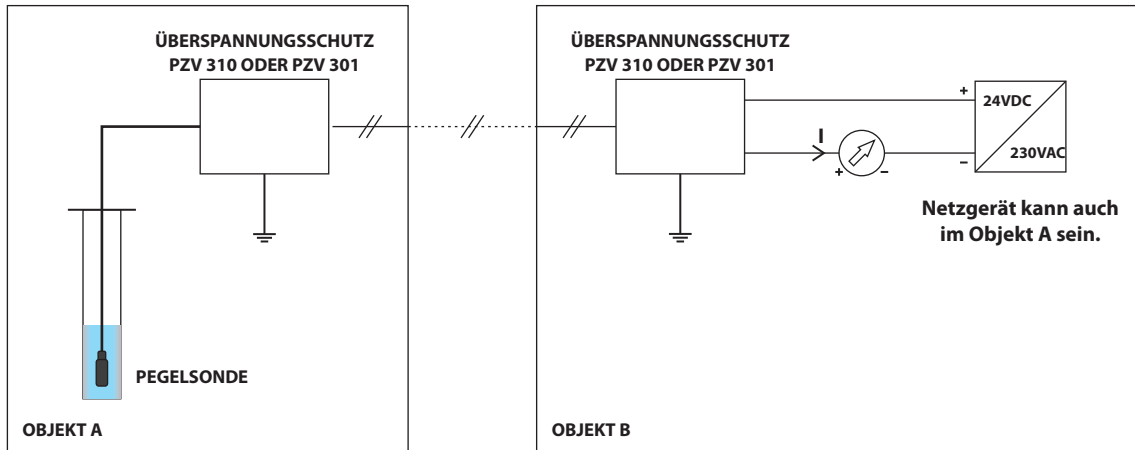 ÜBERSPANNUNGSSCHUTZ
PZV 310 ODER PZV 301
PEGELSONDE
OBJEKT A
ÜBERSPANNUNGSSCHUTZ
PZV 310 ODER PZV 301
+
24VDC
I
+
-
-
230VAC
Netzgerät kann auch
im Objekt A sein.
OBJEKT B